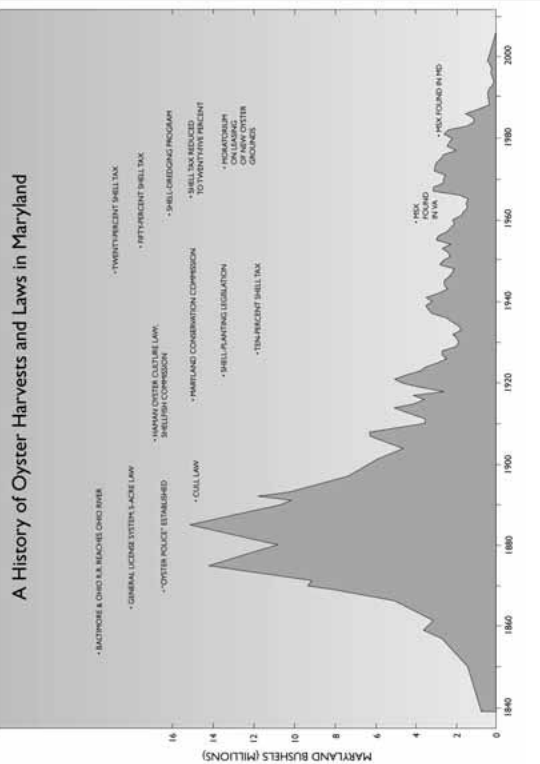 A History of Oyster Harvests and Laws in Maryland
• BALTIMORE & OHIO R.R. REACHES OHIO RIVER
• GENERAL LICENSE SYSTEM, 5-ACRE LAW
• "OYSTER POLICE" ESTABLISHED
• CULL LAW
• HAMAN OYSTER CULTURE LAW,
SHELLFISH COMMISSION
• MARYLAND CONSERVATION COMMISSION
• SHELL-PLANTING LEGISLATION
• TEN-PERCENT SHELL TAX
• TWENTY-PERCENT SHELL TAX
• FIFTY-PERCENT SHELL TAX
• SHELL-DREDGING PROGRAM
• SHELL TAX REDUCED
TO TWENTY-FIVE PERCENT
• MORATORIUM
ON LEASING
OF NEW OYSTER
GROUNDS
• MSX
FOUND
IN VA
• MSX FOUND IN MD
MARYLAND BUSHELS (MILLIONS)
16
14
12
10
8
6
4
2
0
1840
1860
1880
1900
1920
1940
1960
1980
2000